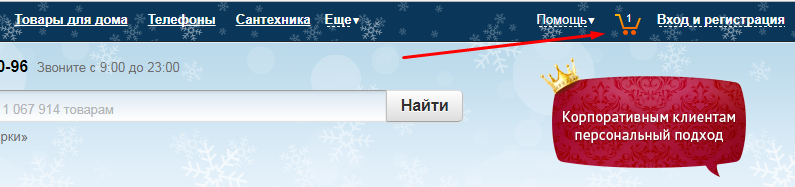 Товары для дома Телефоны Сантехника Еще▾ Помощь▾ 1 Вход и регистрация
0-96 Звоните с 9:00 до 23:00
1 067 914 товарам Найти
рки»
Корпоративным клиентам
персональный подход